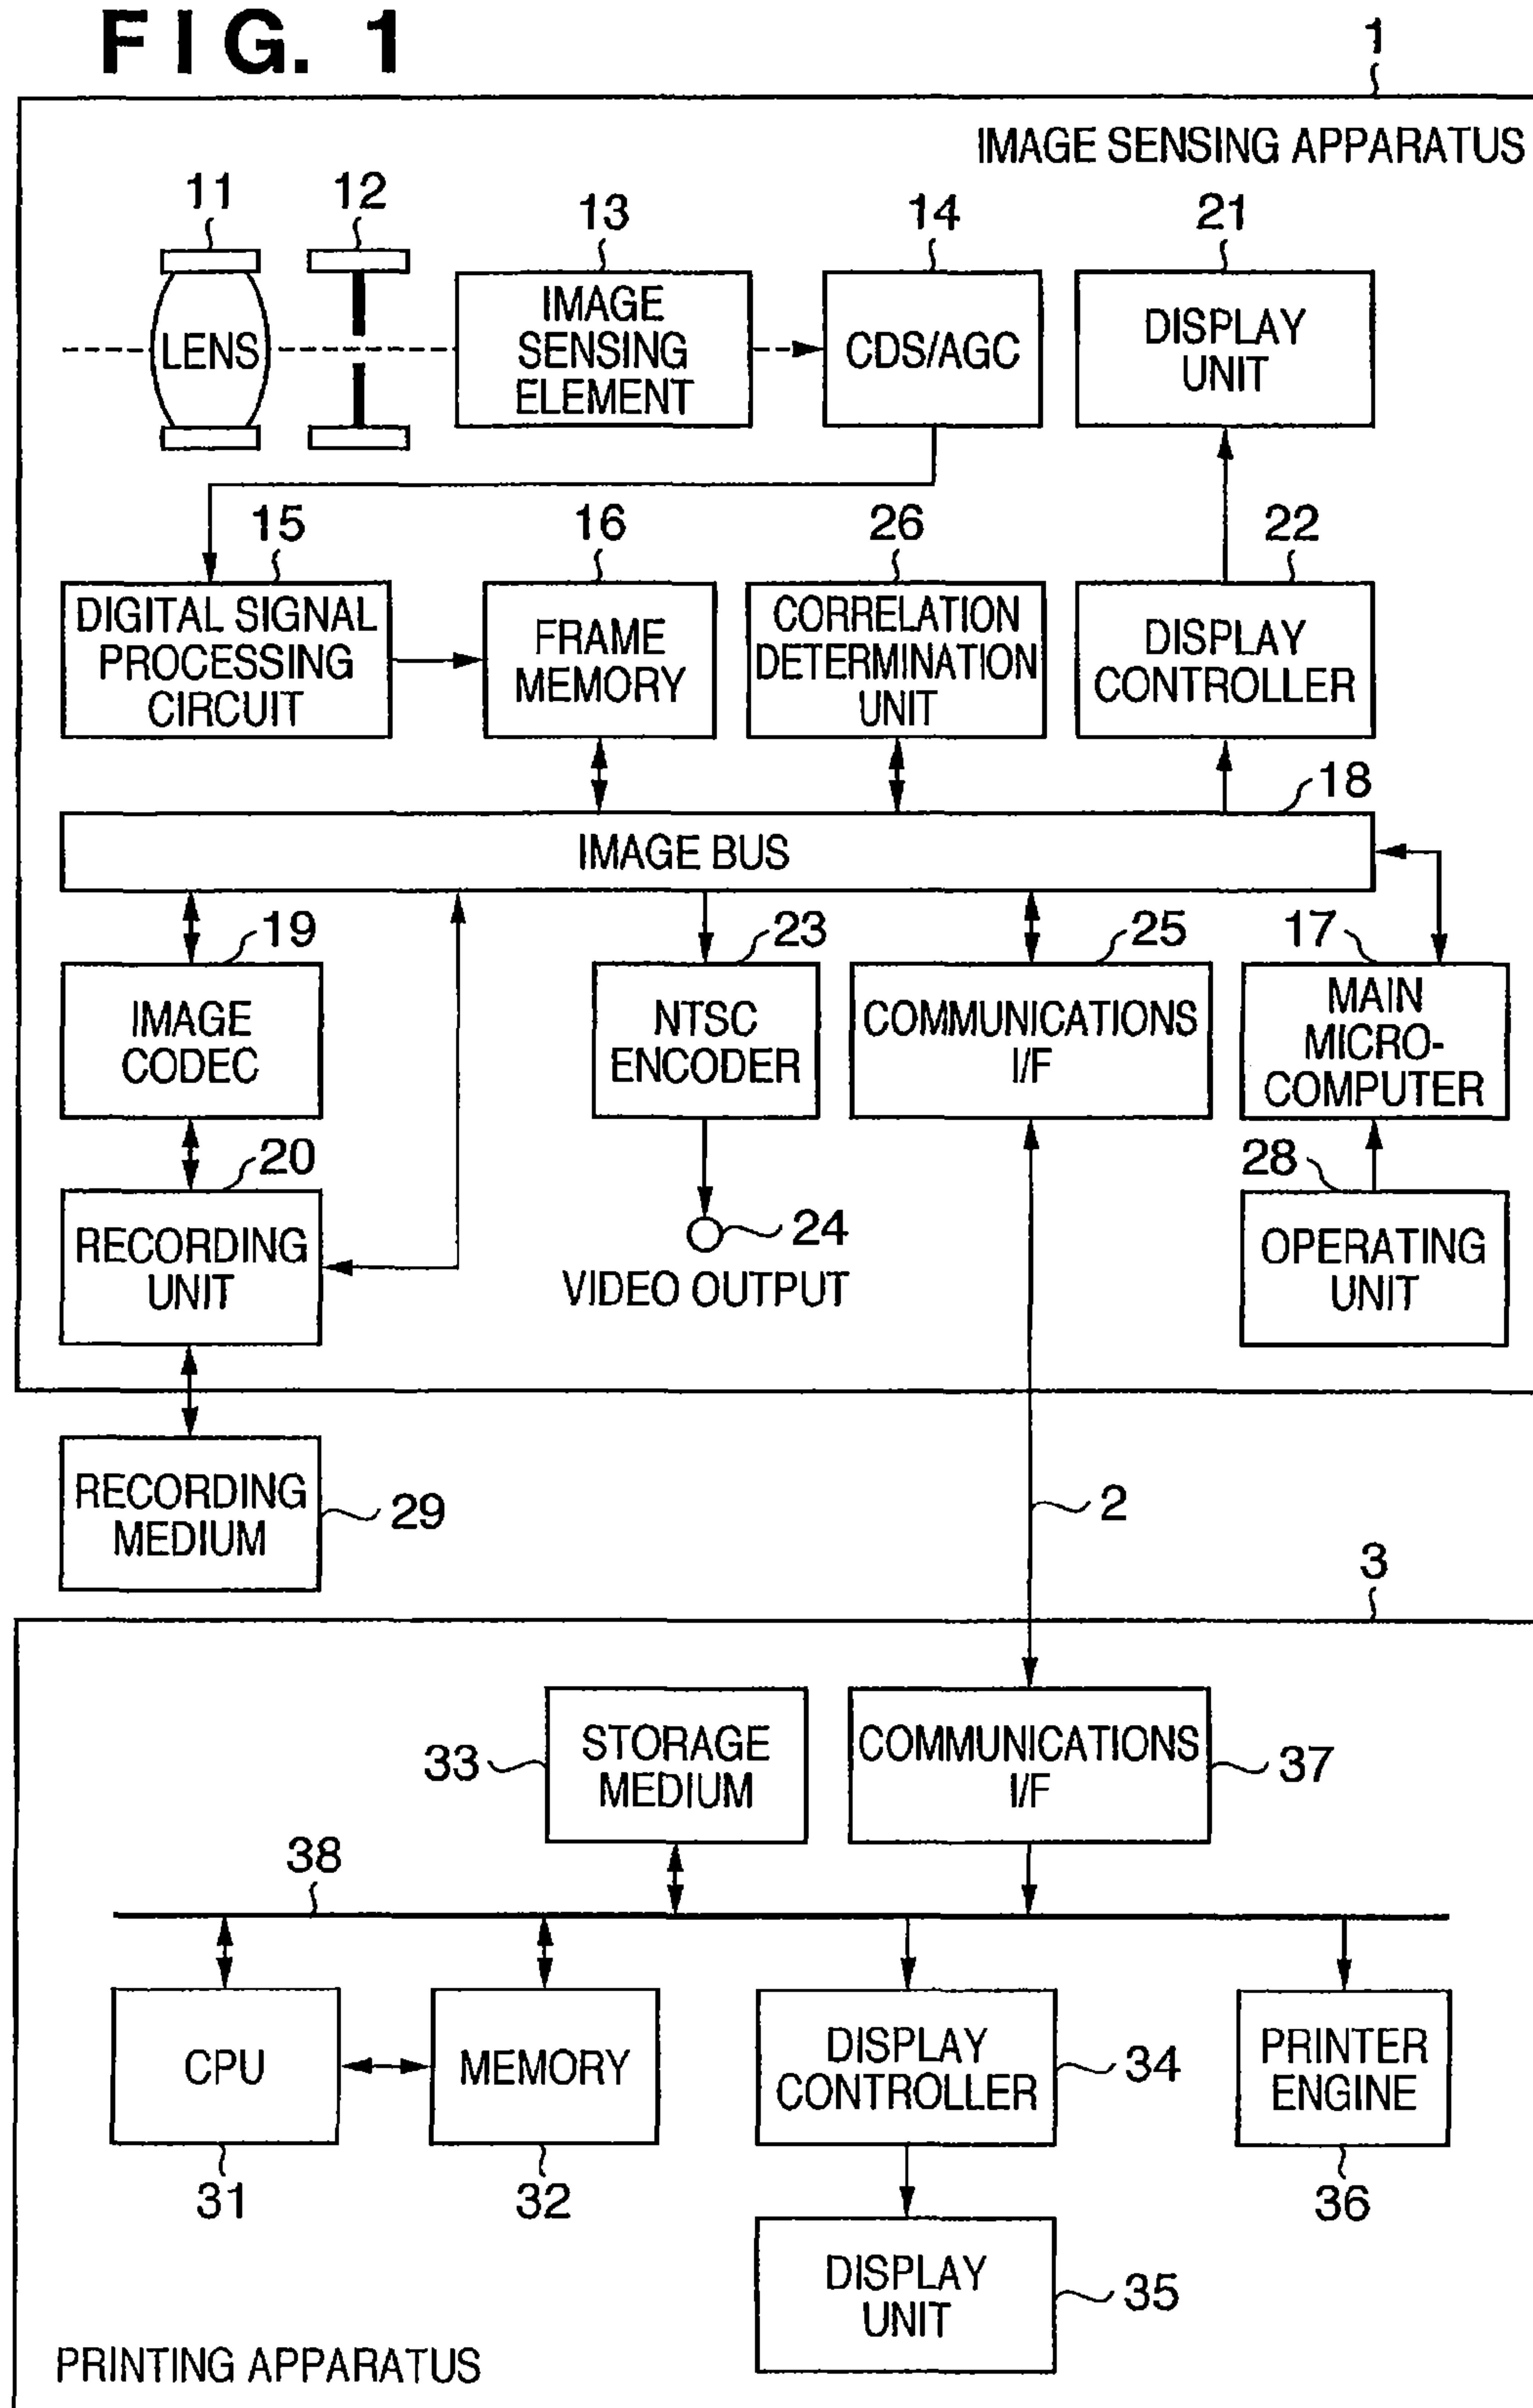 FIG. 1
1
IMAGE SENSING APPARATUS
11
12
13
14
21
LENS
IMAGE
SENSING
ELEMENT
CDS/AGC
DISPLAY
UNIT
15
16
26
22
DIGITAL SIGNAL
PROCESSING
CIRCUIT
FRAME
MEMORY
CORRELATION
DETERMINATION
UNIT
DISPLAY
CONTROLLER
18
IMAGE BUS
19
23
25
17
IMAGE
CODEC
NTSC
ENCODER
COMMUNICATIONS
I/F
MAIN
MICRO-
COMPUTER
20
28
RECORDING
UNIT
24
VIDEO OUTPUT
OPERATING
UNIT
RECORDING
MEDIUM
29
2
3
33
STORAGE
MEDIUM
COMMUNICATIONS
I/F
37
38
CPU
MEMORY
DISPLAY
CONTROLLER
34
PRINTER
ENGINE
31
32
36
DISPLAY
UNIT
35
PRINTING APPARATUS